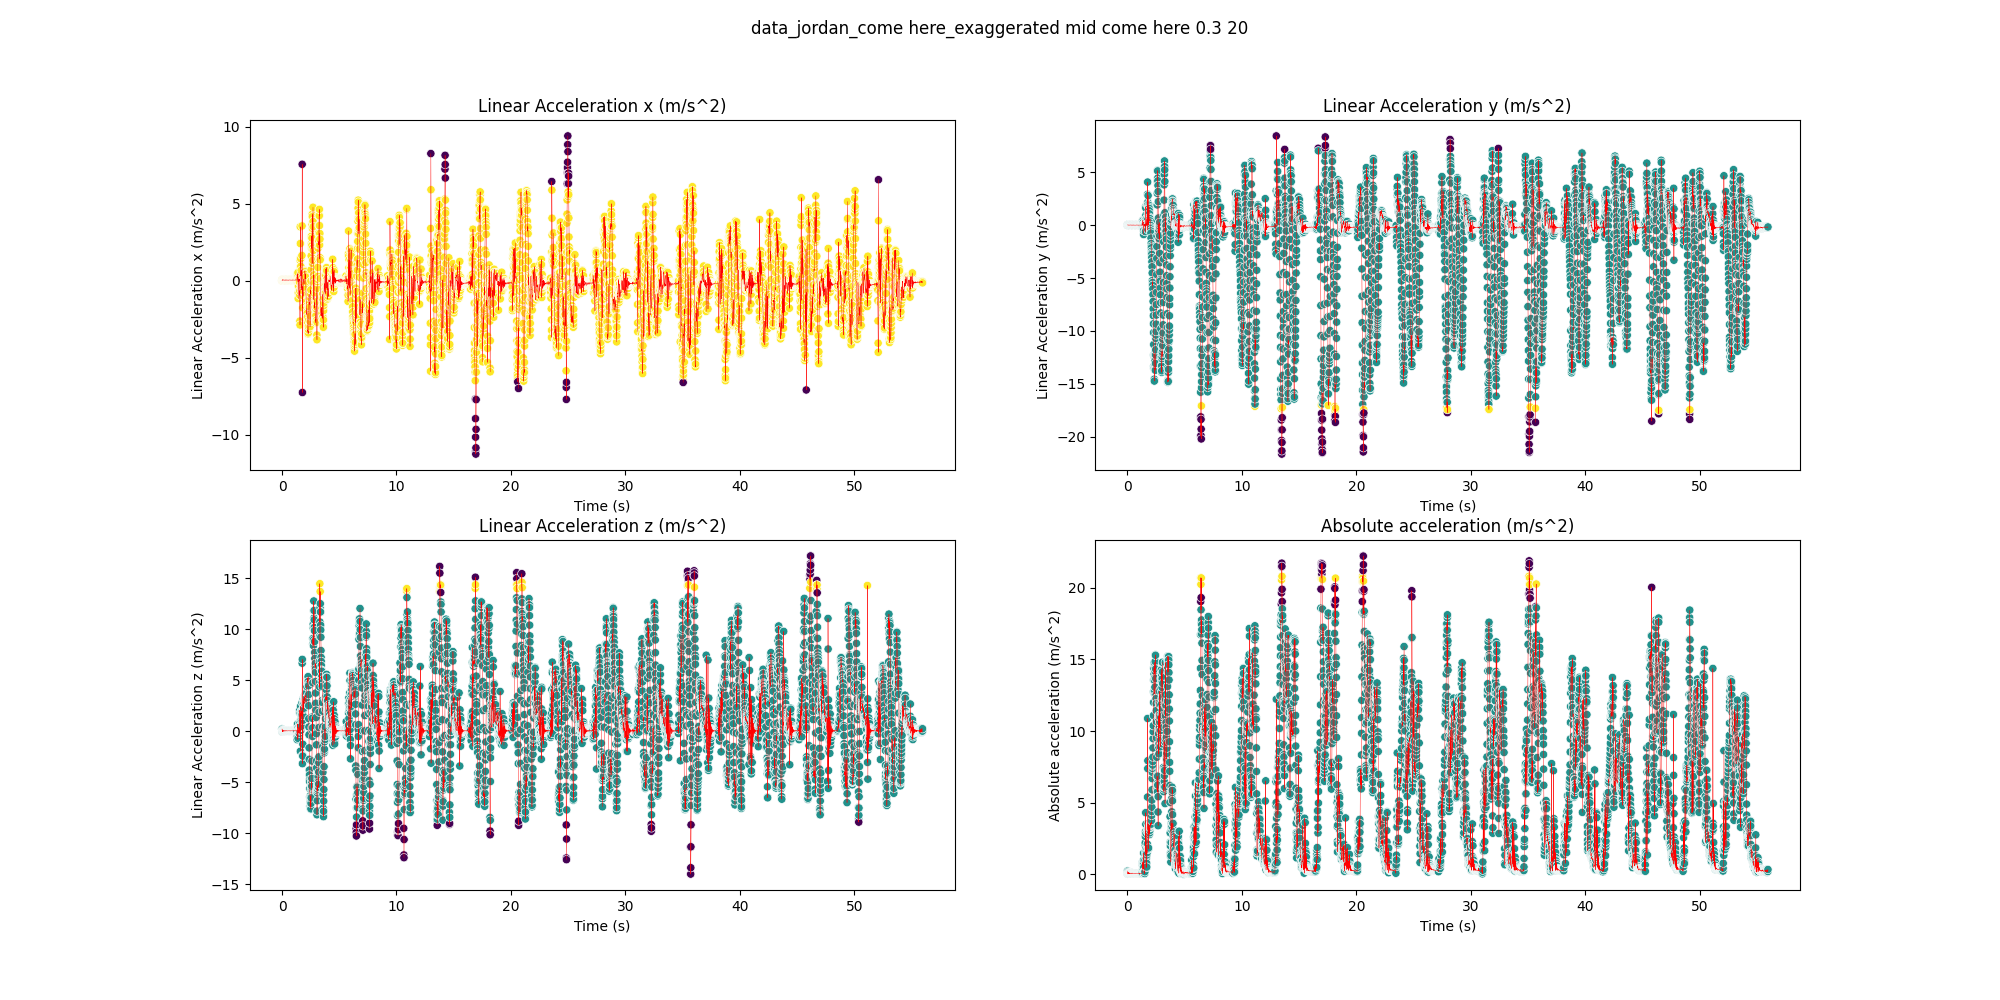 data_jordan_come here_exaggerated mid come here 0.3 20
Linear Acceleration x (m/s^2)
Linear Acceleration x (m/s^2)
10
5
0
−5
−10
0 10 20 30 40 50
Time (s)
Linear Acceleration y (m/s^2)
Linear Acceleration y (m/s^2)
5
0
−5
−10
−15
−20
0 10 20 30 40 50
Time (s)
Linear Acceleration z (m/s^2)
Linear Acceleration z (m/s^2)
15
10
5
0
−5
−10
−15
0 10 20 30 40 50
Time (s)
Absolute acceleration (m/s^2)
Absolute acceleration (m/s^2)
20
15
10
5
0
0 10 20 30 40 50
Time (s)